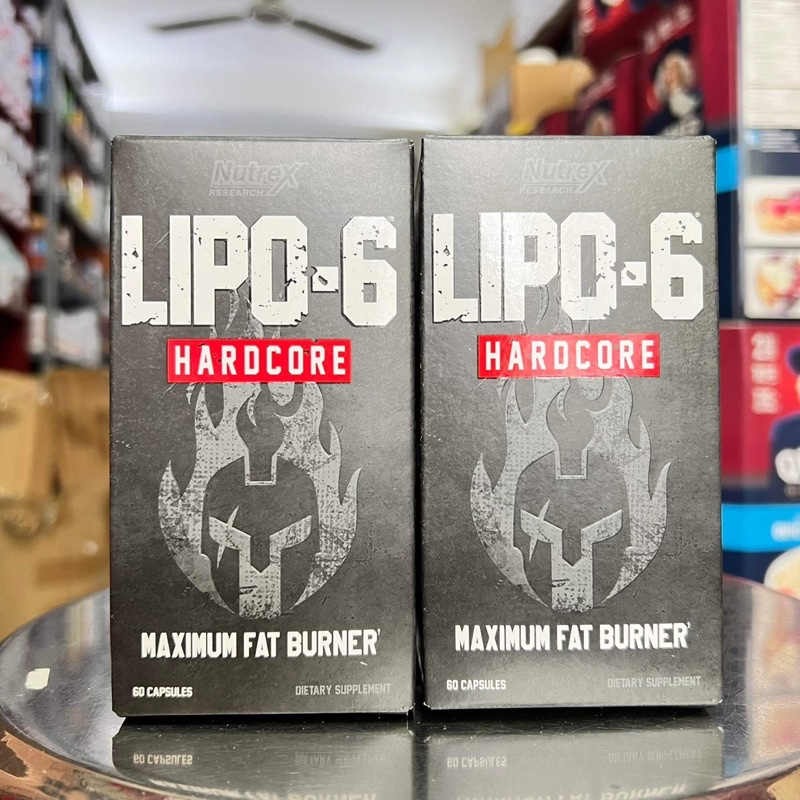 Nutrex
RESEARCH
LIPO-6
HARDCORE
MAXIMUM FAT BURNER
60 CAPSULES
DIETARY SUPPLEMENT
Nutrex
RESEARCH
LIPO-6
HARDCORE
MAXIMUM FAT BURNER
60 CAPSULES
DIETARY SUPPLEMENT